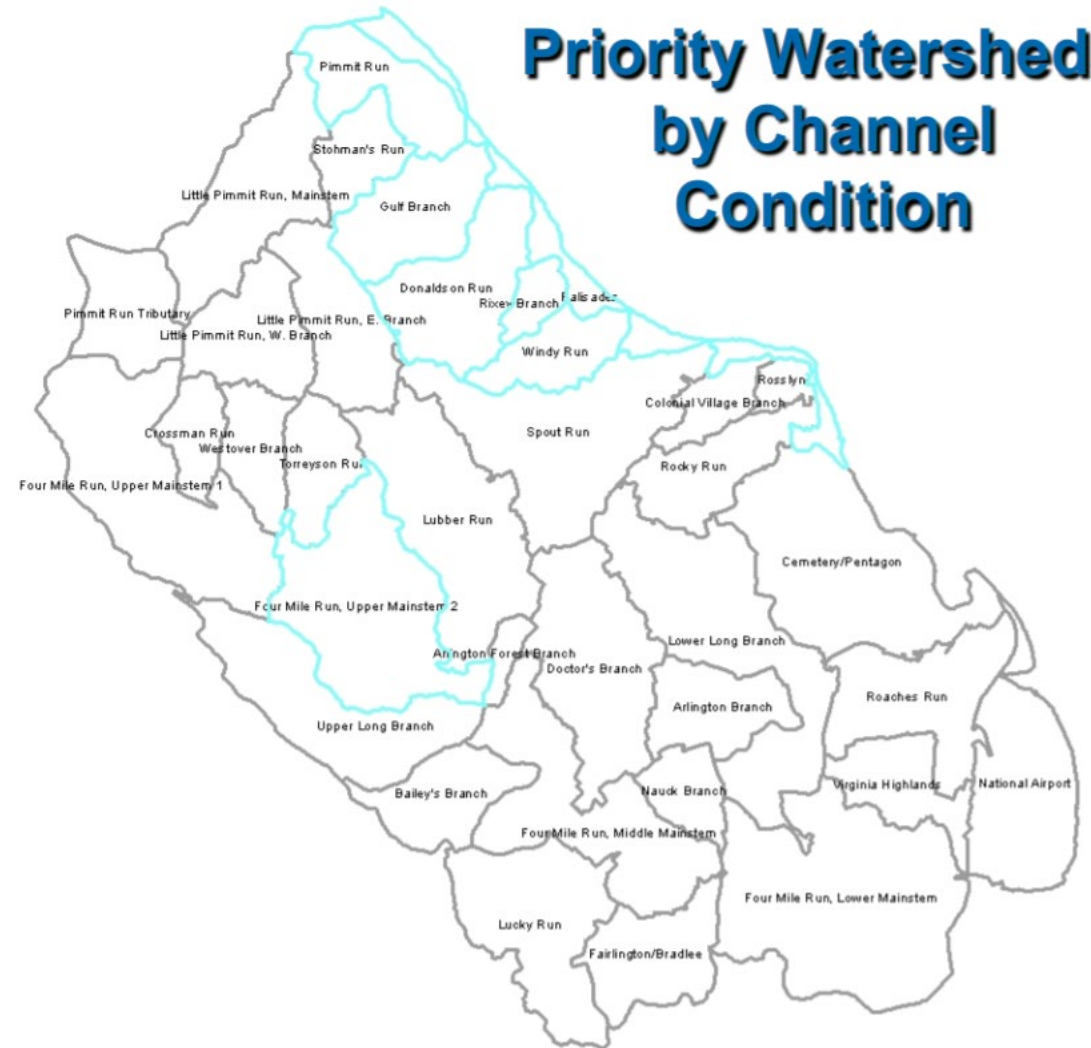 Priority Watershed
by Channel
Condition
Pimmit Run
Stohman's Run
Little Pimmit Run, Mainstem
Gulf Branch
Donaldson Run
Rixey Branch
Palisades
Pimmit Run Tributary
Little Pimmit Run, E. Branch
Little Pimmit Run, W. Branch
Windy Run
Rosslyn
Colonial Village Branch
Crossman Run
Spout Run
Westover Branch
Torreyson Run
Rocky Run
Four Mile Run, Upper Mainstem 1
Lubber Run
Cemetery/Pentagon
Four Mile Run, Upper Mainstem 2
Lower Long Branch
Arlington Forest Branch
Doctor's Branch
Roaches Run
Arlington Branch
Upper Long Branch
Virginia Highlands
National Airport
Bailey's Branch
Nauck Branch
Four Mile Run, Middle Mainstem
Four Mile Run, Lower Mainstem
Lucky Run
Fairlington/Bradlee